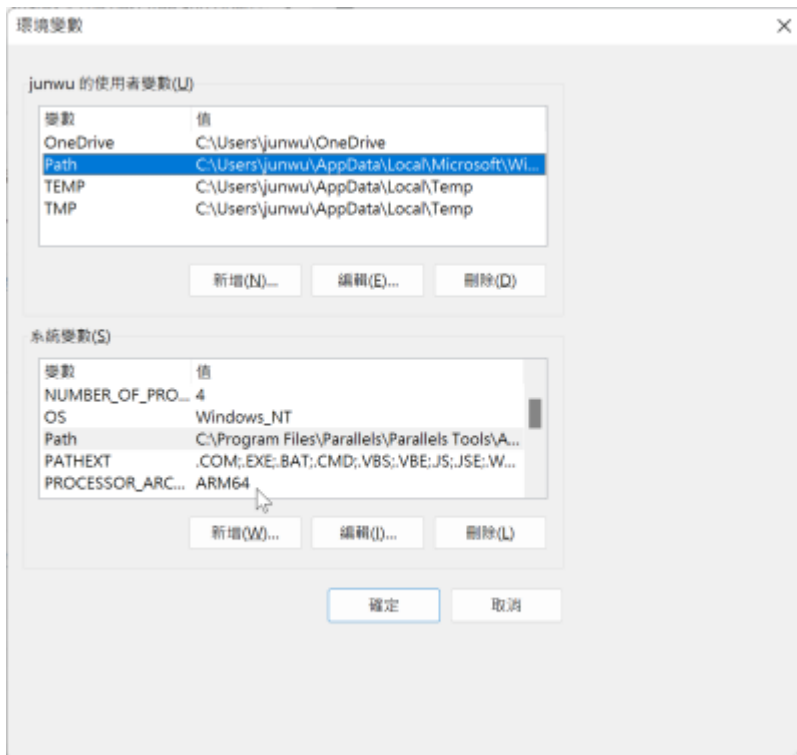 環境變數
junwu 的使用者變數(U)
變數 值
OneDrive C:\Users\junwu\OneDrive
Path C:\Users\junwu\AppData\Local\Microsoft\Wi...
TEMP C:\Users\junwu\AppData\Local\Temp
TMP C:\Users\junwu\AppData\Local\Temp
新增(N)... 編輯(E)... 刪除(D)
系統變數(S)
變數 值
NUMBER_OF_PRO... 4
OS Windows_NT
Path C:\Program Files\Parallels\Parallels Tools\A...
PATHEXT .COM;.EXE;.BAT;.CMD;.VBS;.VBE;.JS;.JSE;.W...
PROCESSOR_ARC... ARM64
新增(W)... 編輯(I)... 刪除(L)
確定 取消